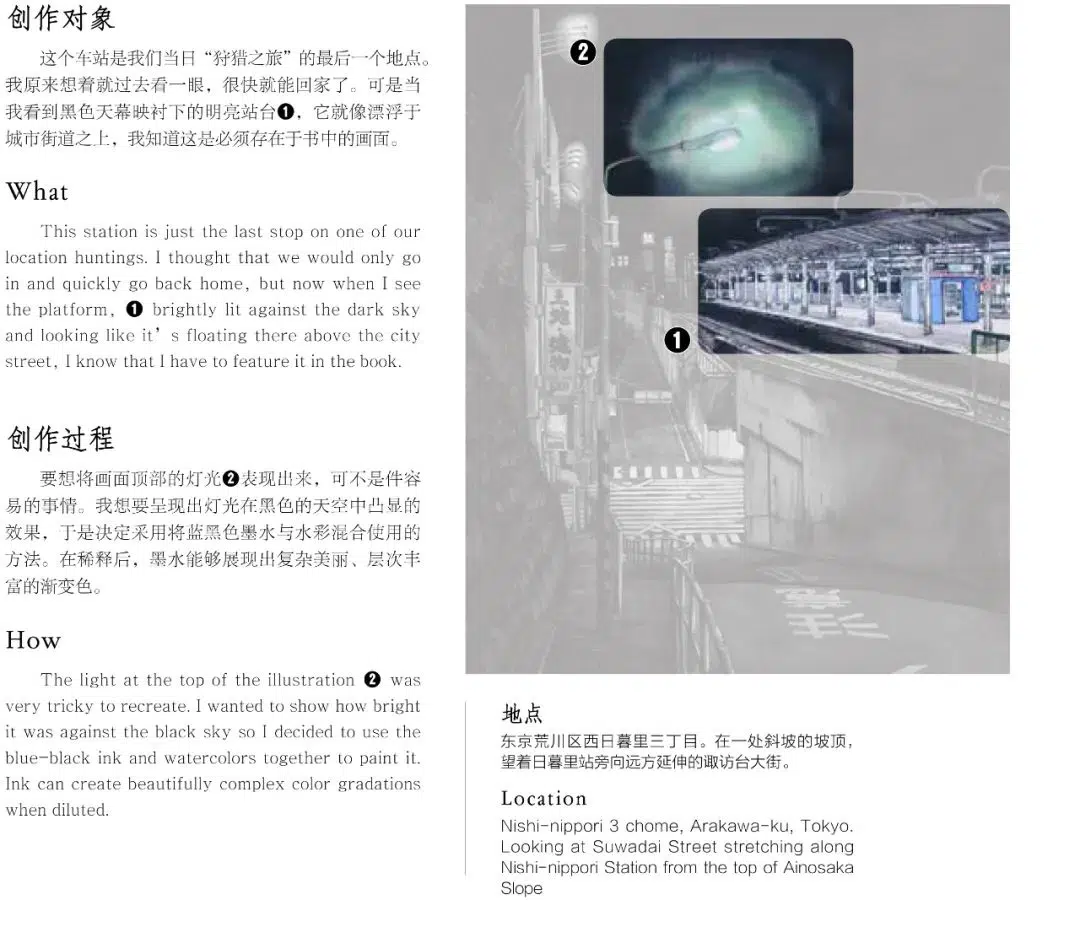 创作对象
这个车站是我们当日“狩猎之旅”的最后一个地点。
我原来想着就过去看一眼，很快就能回家了。可是当
我看到黑色天幕映衬下的明亮站台❶，它就像漂浮于
城市街道之上，我知道这是必须存在于书中的画面。
What
This station is just the last stop on one of our
location huntings. I thought that we would only go
in and quickly go back home, but now when I see
the platform, ❶ brightly lit against the dark sky
and looking like it’s floating there above the city
street, I know that I have to feature it in the book.
创作过程
要想将画面顶部的灯光❷表现出来，可不是件容
易的事情。我想要呈现出灯光在黑色的天空中凸显的
效果，于是决定采用将蓝黑色墨水与水彩混合使用的
方法。在稀释后，墨水能够展现出复杂美丽、层次丰
富的渐变色。
How
The light at the top of the illustration ❷ was
very tricky to recreate. I wanted to show how bright
it was against the black sky so I decided to use the
blue-black ink and watercolors together to paint it.
Ink can create beautifully complex color gradations
when diluted.
❷
❶
土地・建物
地点
东京荒川区西日暮里三丁目。在一处斜坡的坡顶，
望着日暮里站旁向远方延伸的诹访台大街。
Location
Nishi-nippori 3 chome, Arakawa-ku, Tokyo.
Looking at Suwadai Street stretching along
Nishi-nippori Station from the top of Ainosaka
Slope